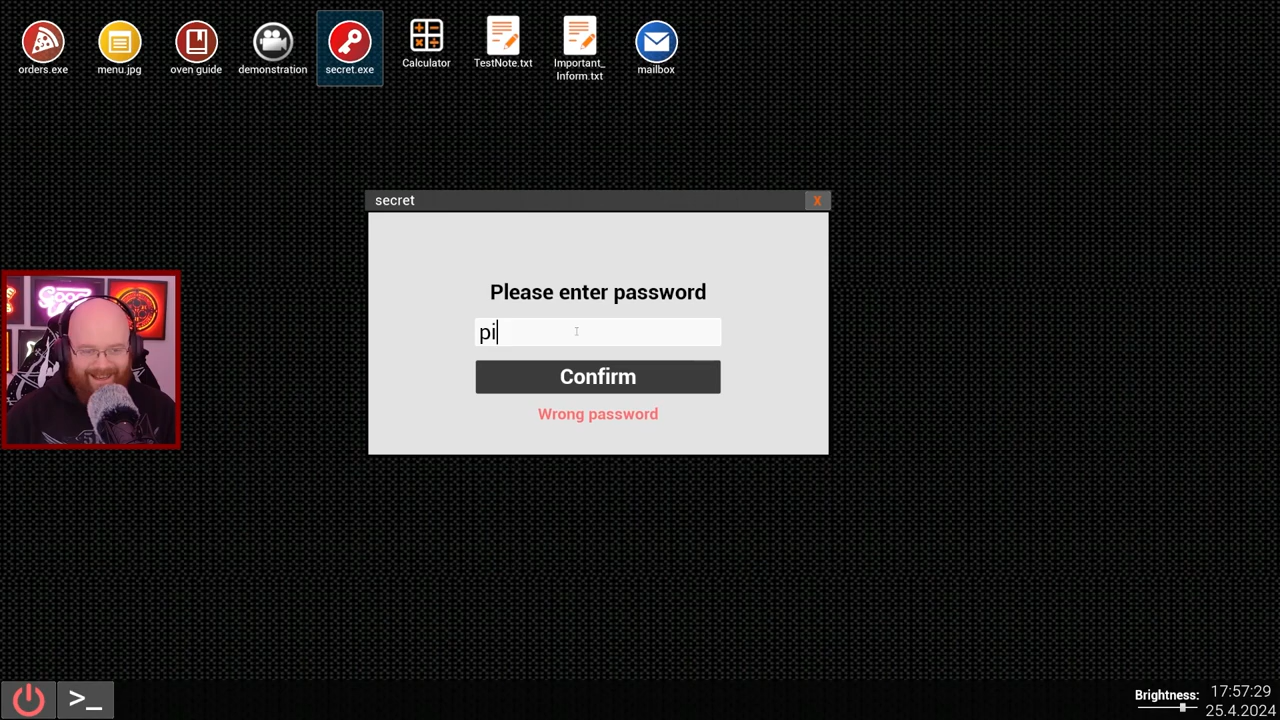 orders.exe
menu.jpg
oven guide
demonstration
secret.exe
Calculator
TestNote.txt
Important_
Inform.txt
mailbox
secret
X
Please enter password
pi
Confirm
Wrong password
>_
Brightness:
17:57:29
25.4.2024